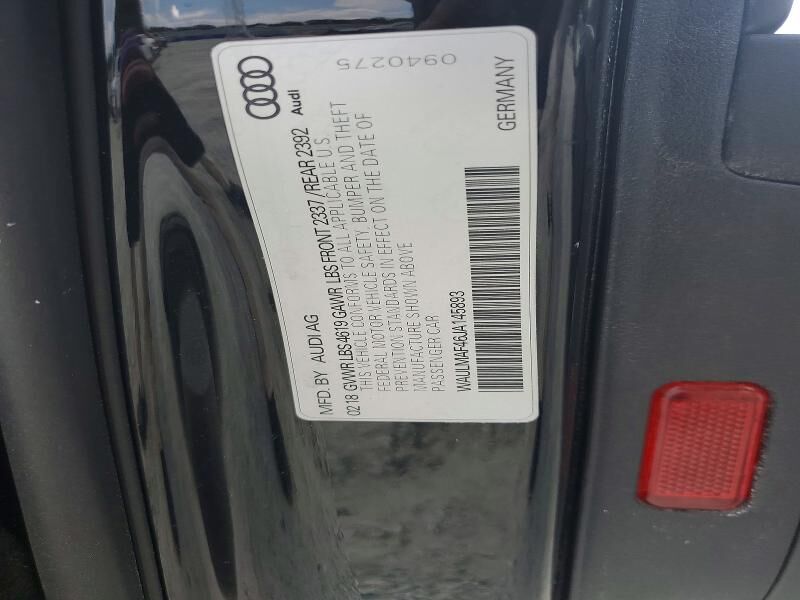 0940275
Audi
MFD. BY AUDI AG
02 18 GVWR LBS 4619 GAWR LBS FRONT 2337 / REAR 2392
THIS VEHICLE CONFORMS TO ALL APPLICABLE U.S.
FEDERAL MOTOR VEHICLE SAFETY, BUMPER AND THEFT
PREVENTION STANDARDS IN EFFECT ON THE DATE OF
MANUFACTURE SHOWN ABOVE
PASSENGER CAR
WAULMAF46JA145893
GERMANY